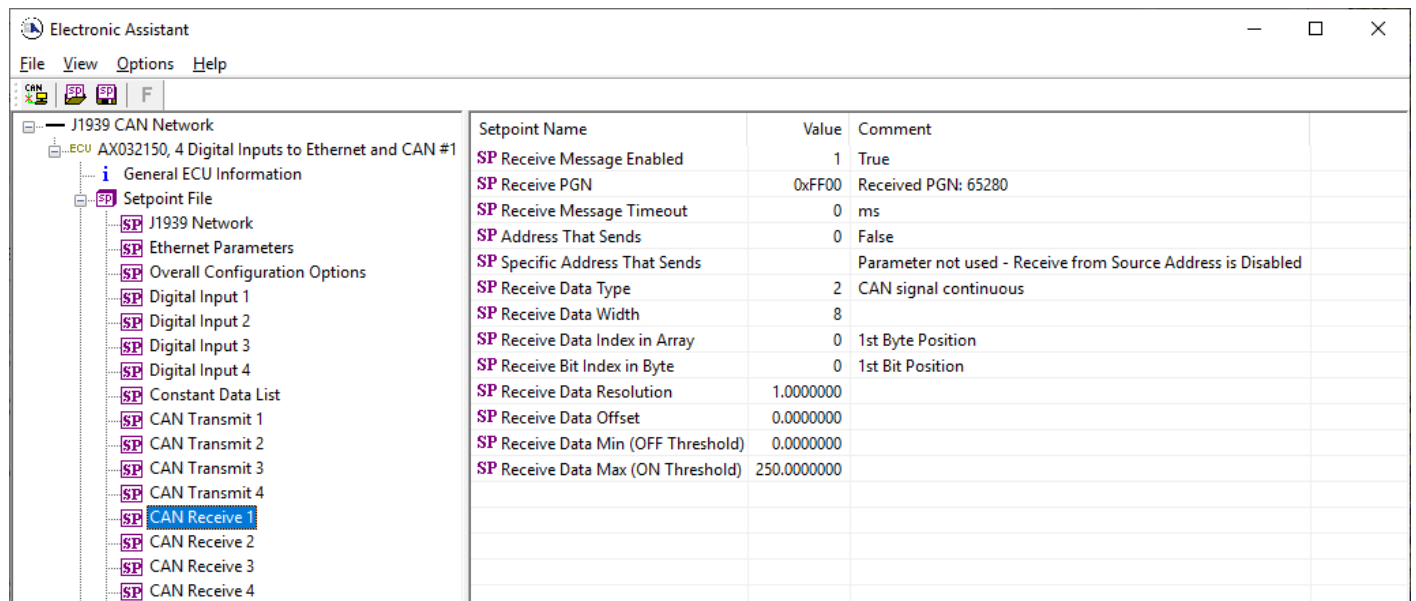 Electronic Assistant
File View Options Help
CAN SP SP F
J1939 CAN Network
ECU AX032150, 4 Digital Inputs to Ethernet and CAN #1
i General ECU Information
SP Setpoint File
SP J1939 Network
SP Ethernet Parameters
SP Overall Configuration Options
SP Digital Input 1
SP Digital Input 2
SP Digital Input 3
SP Digital Input 4
SP Constant Data List
SP CAN Transmit 1
SP CAN Transmit 2
SP CAN Transmit 3
SP CAN Transmit 4
SP CAN Receive 1
SP CAN Receive 2
SP CAN Receive 3
SP CAN Receive 4
Setpoint Name Value Comment
SP Receive Message Enabled 1 True
SP Receive PGN 0xFF00 Received PGN: 65280
SP Receive Message Timeout 0 ms
SP Address That Sends 0 False
SP Specific Address That Sends Parameter not used - Receive from Source Address is Disabled
SP Receive Data Type 2 CAN signal continuous
SP Receive Data Width 8
SP Receive Data Index in Array 0 1st Byte Position
SP Receive Bit Index in Byte 0 1st Bit Position
SP Receive Data Resolution 1.0000000
SP Receive Data Offset 0.0000000
SP Receive Data Min (OFF Threshold) 0.0000000
SP Receive Data Max (ON Threshold) 250.0000000